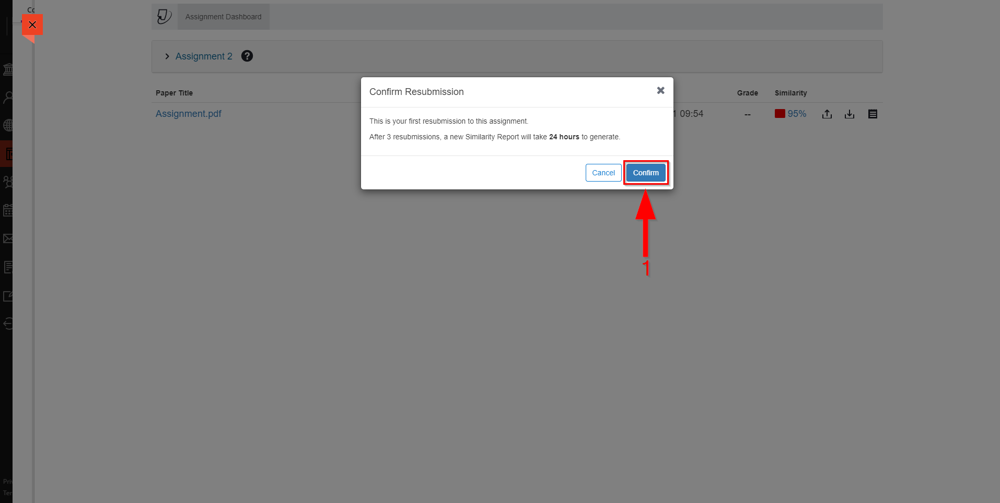 Co
Assignment Dashboard
Assignment 2 ?
Paper Title
Grade
Similarity
Assignment.pdf
1 09:54
--
95%
Confirm Resubmission
This is your first resubmission to this assignment.
After 3 resubmissions, a new Similarity Report will take 24 hours to generate.
Cancel
Confirm
1
Pri
Ter